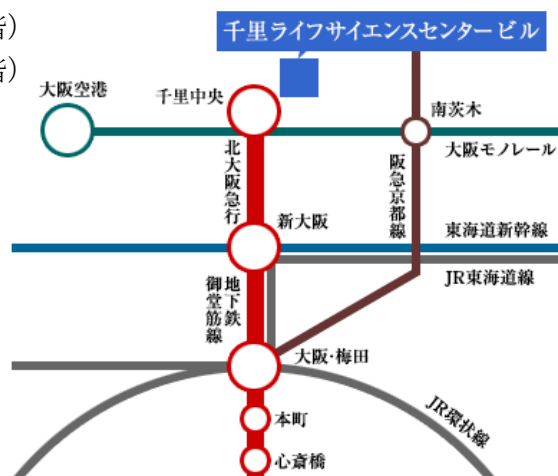 階)
階)
千里ライフサイエンスセンタービル
大阪空港
千里中央
南茨木
大阪モノレール
北大阪急行
阪急京都線
新大阪
東海道新幹線
JR東海道線
地下鉄
御堂筋線
大阪・梅田
JR環状線
本町
心斎橋